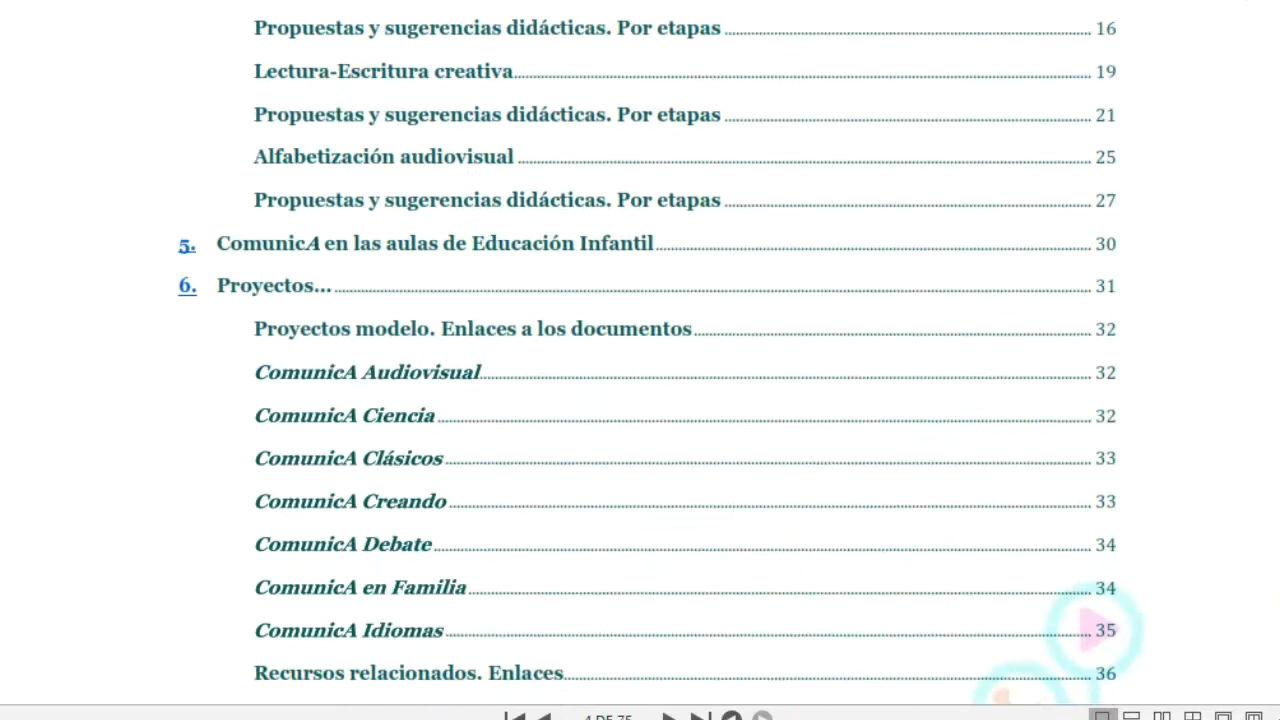 Propuestas y sugerencias didácticas. Por etapas 16
Lectura-Escritura creativa 19
Propuestas y sugerencias didácticas. Por etapas 21
Alfabetización audiovisual 25
Propuestas y sugerencias didácticas. Por etapas 27
5. ComunicA en las aulas de Educación Infantil 30
6. Proyectos... 31
Proyectos modelo. Enlaces a los documentos 32
ComunicA Audiovisual 32
ComunicA Ciencia 32
ComunicA Clásicos 33
ComunicA Creando 33
ComunicA Debate 34
ComunicA en Familia 34
ComunicA Idiomas 35
Recursos relacionados. Enlaces 36
4 DE 75